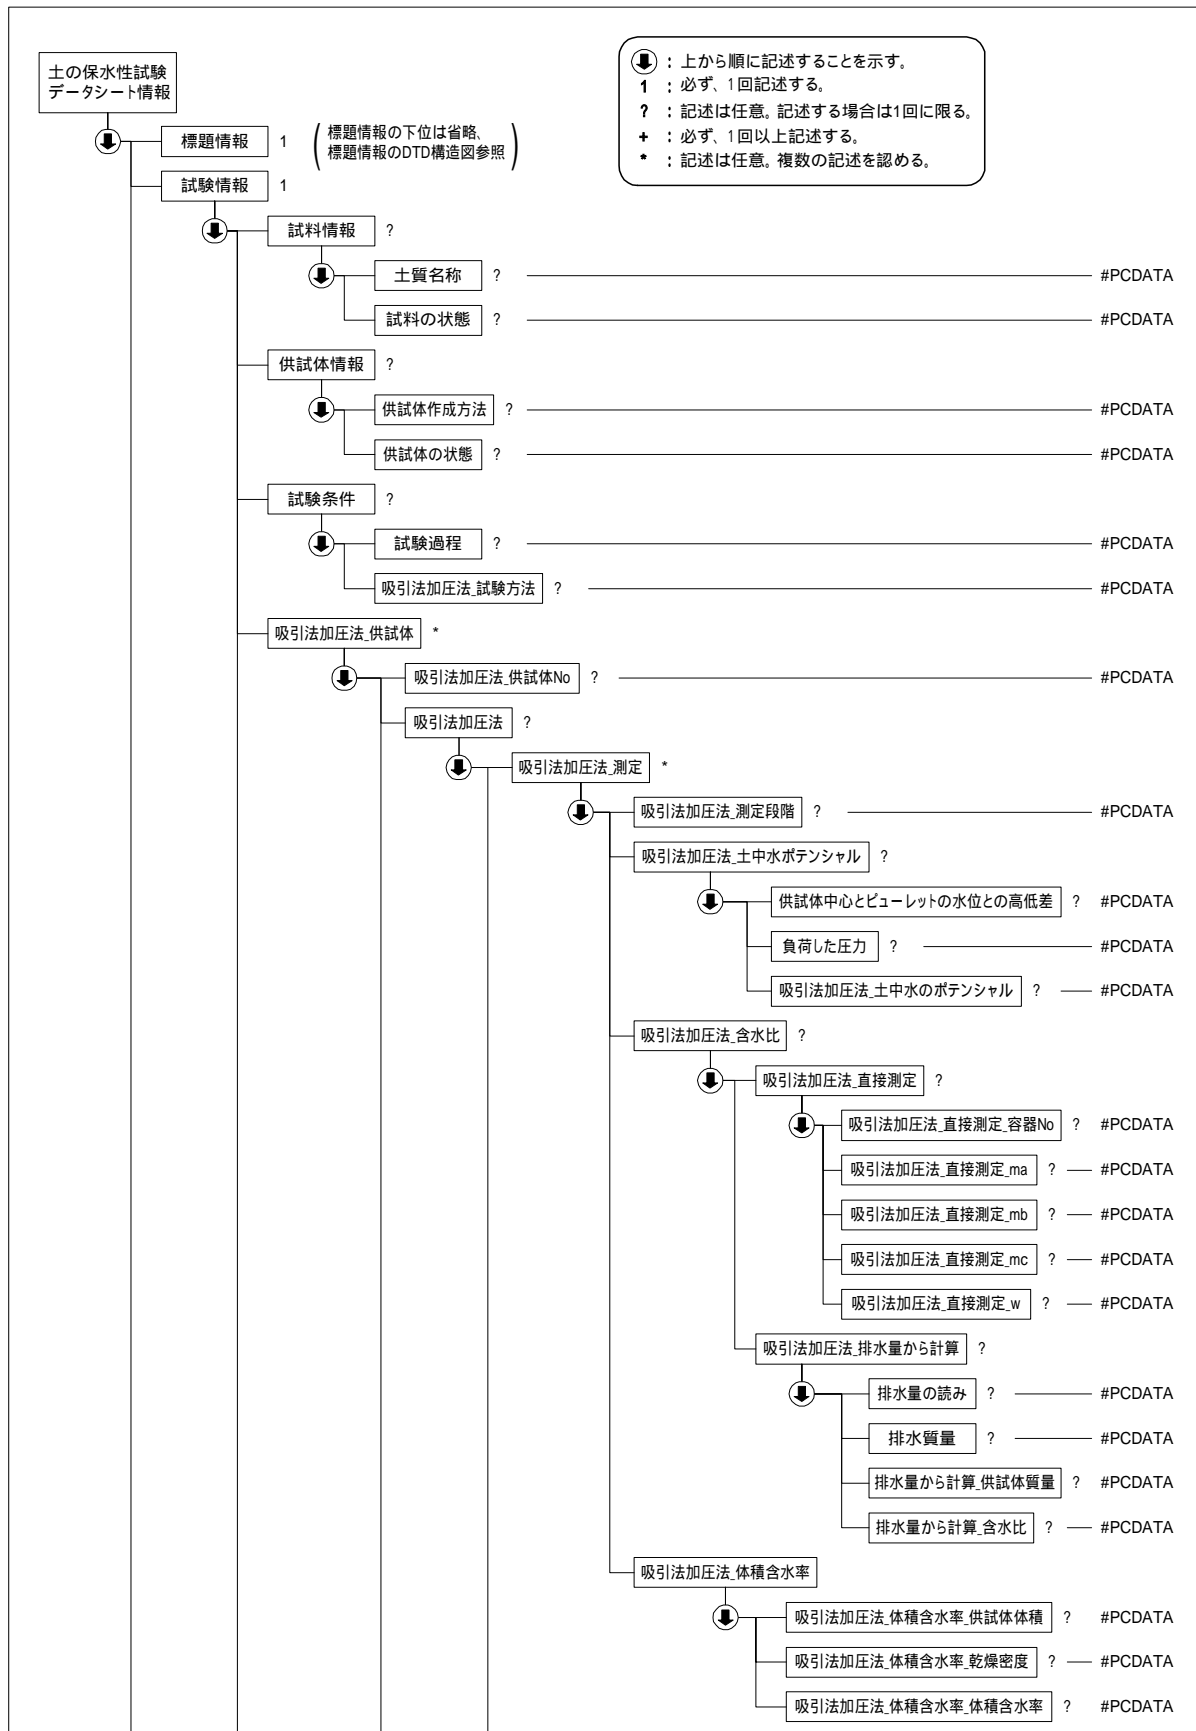 土の保水性試験
データシート情報
: 上から順に記述することを示す。
1 : 必ず、1回記述する。
? : 記述は任意。記述する場合は1回に限る。
+ : 必ず、1回以上記述する。
* : 記述は任意。複数の記述を認める。
標題情報 1
標題情報の下位は省略、
標題情報のDTD構造図参照
試験情報 1
試料情報 ?
土質名称 ? #PCDATA
試料の状態 ? #PCDATA
供試体情報 ?
供試体作成方法 ? #PCDATA
供試体の状態 ? #PCDATA
試験条件 ?
試験過程 ? #PCDATA
吸引法加圧法_試験方法 ? #PCDATA
吸引法加圧法_供試体 *
吸引法加圧法_供試体No ? #PCDATA
吸引法加圧法 ?
吸引法加圧法_測定 *
吸引法加圧法_測定段階 ? #PCDATA
吸引法加圧法_土中水ポテンシャル ?
供試体中心とビューレットの水位との高低差 ? #PCDATA
負荷した圧力 ? #PCDATA
吸引法加圧法_土中水のポテンシャル ? #PCDATA
吸引法加圧法_含水比 ?
吸引法加圧法_直接測定 ?
吸引法加圧法_直接測定_容器No ? #PCDATA
吸引法加圧法_直接測定_ma ? #PCDATA
吸引法加圧法_直接測定_mb ? #PCDATA
吸引法加圧法_直接測定_mc ? #PCDATA
吸引法加圧法_直接測定_w ? #PCDATA
吸引法加圧法_排水量から計算 ?
排水量の読み ? #PCDATA
排水質量 ? #PCDATA
排水量から計算_供試体質量 ? #PCDATA
排水量から計算_含水比 ? #PCDATA
吸引法加圧法_体積含水率
吸引法加圧法_体積含水率_供試体体積 ? #PCDATA
吸引法加圧法_体積含水率_乾燥密度 ? #PCDATA
吸引法加圧法_体積含水率_体積含水率 ? #PCDATA